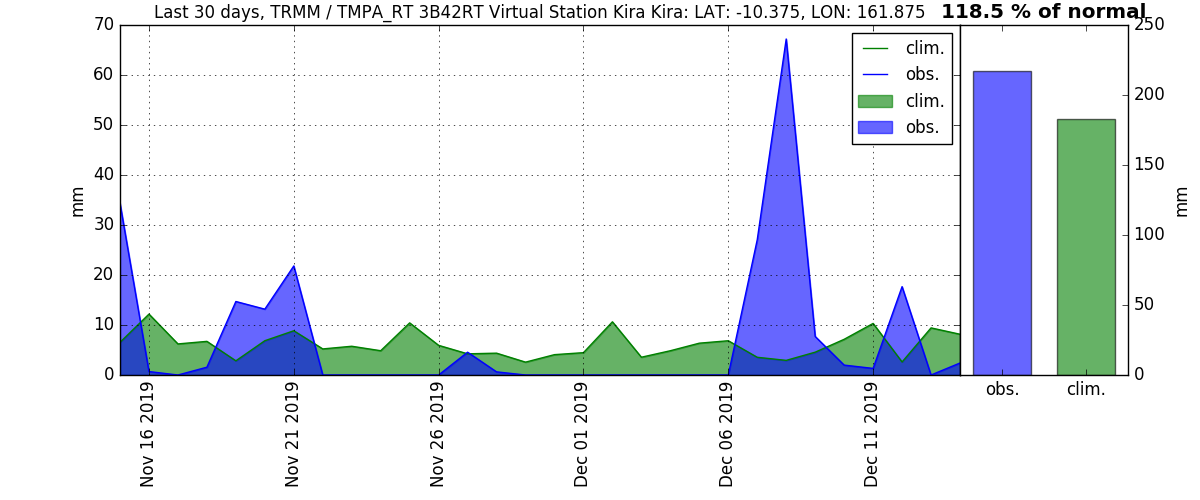 Last 30 days, TRMM / TMPA_RT 3B42RT Virtual Station Kira Kira: LAT: -10.375, LON: 161.875 118.5 % of normal
70
60
50
40
30
20
10
0
mm
clim.
obs.
clim.
obs.
250
200
150
100
50
0
mm
Nov 16 2019
Nov 21 2019
Nov 26 2019
Dec 01 2019
Dec 06 2019
Dec 11 2019
obs.
clim.